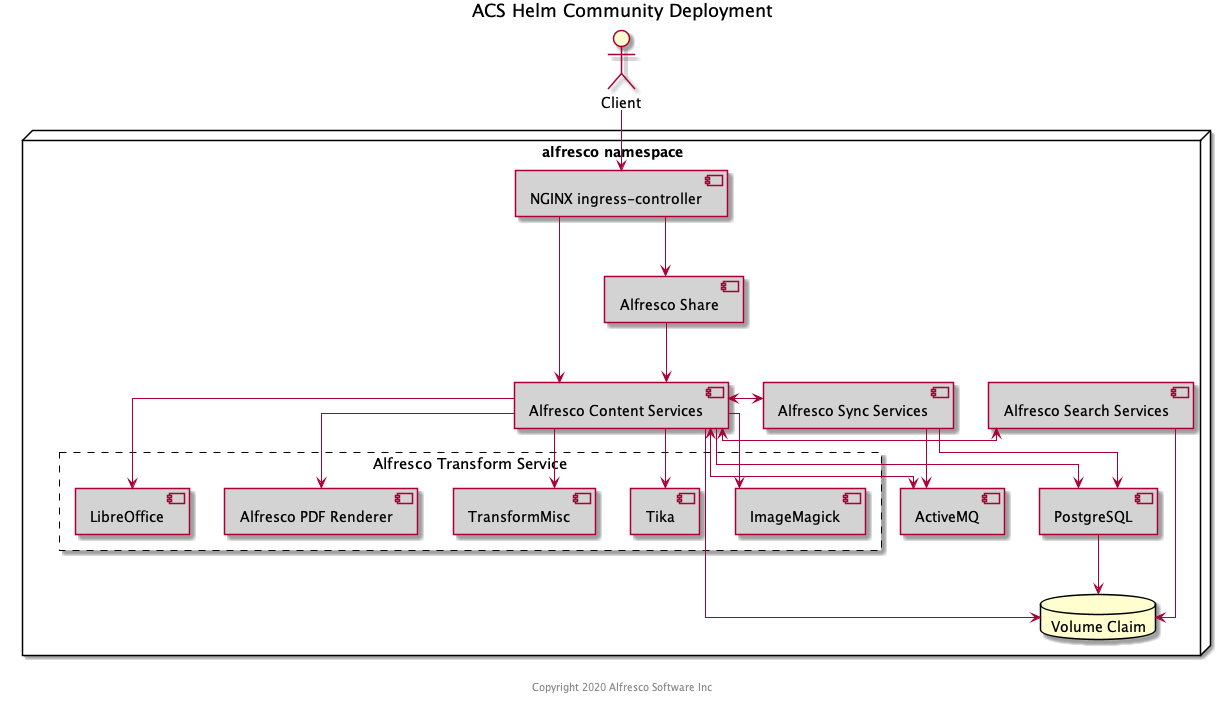 ACS Helm Community Deployment
Client
alfresco namespace
NGINX ingress-controller
Alfresco Share
Alfresco Content Services
Alfresco Sync Services
Alfresco Search Services
Alfresco Transform Service
LibreOffice
Alfresco PDF Renderer
TransformMisc
Tika
ImageMagick
ActiveMQ
PostgreSQL
Volume Claim
Copyright 2020 Alfresco Software Inc